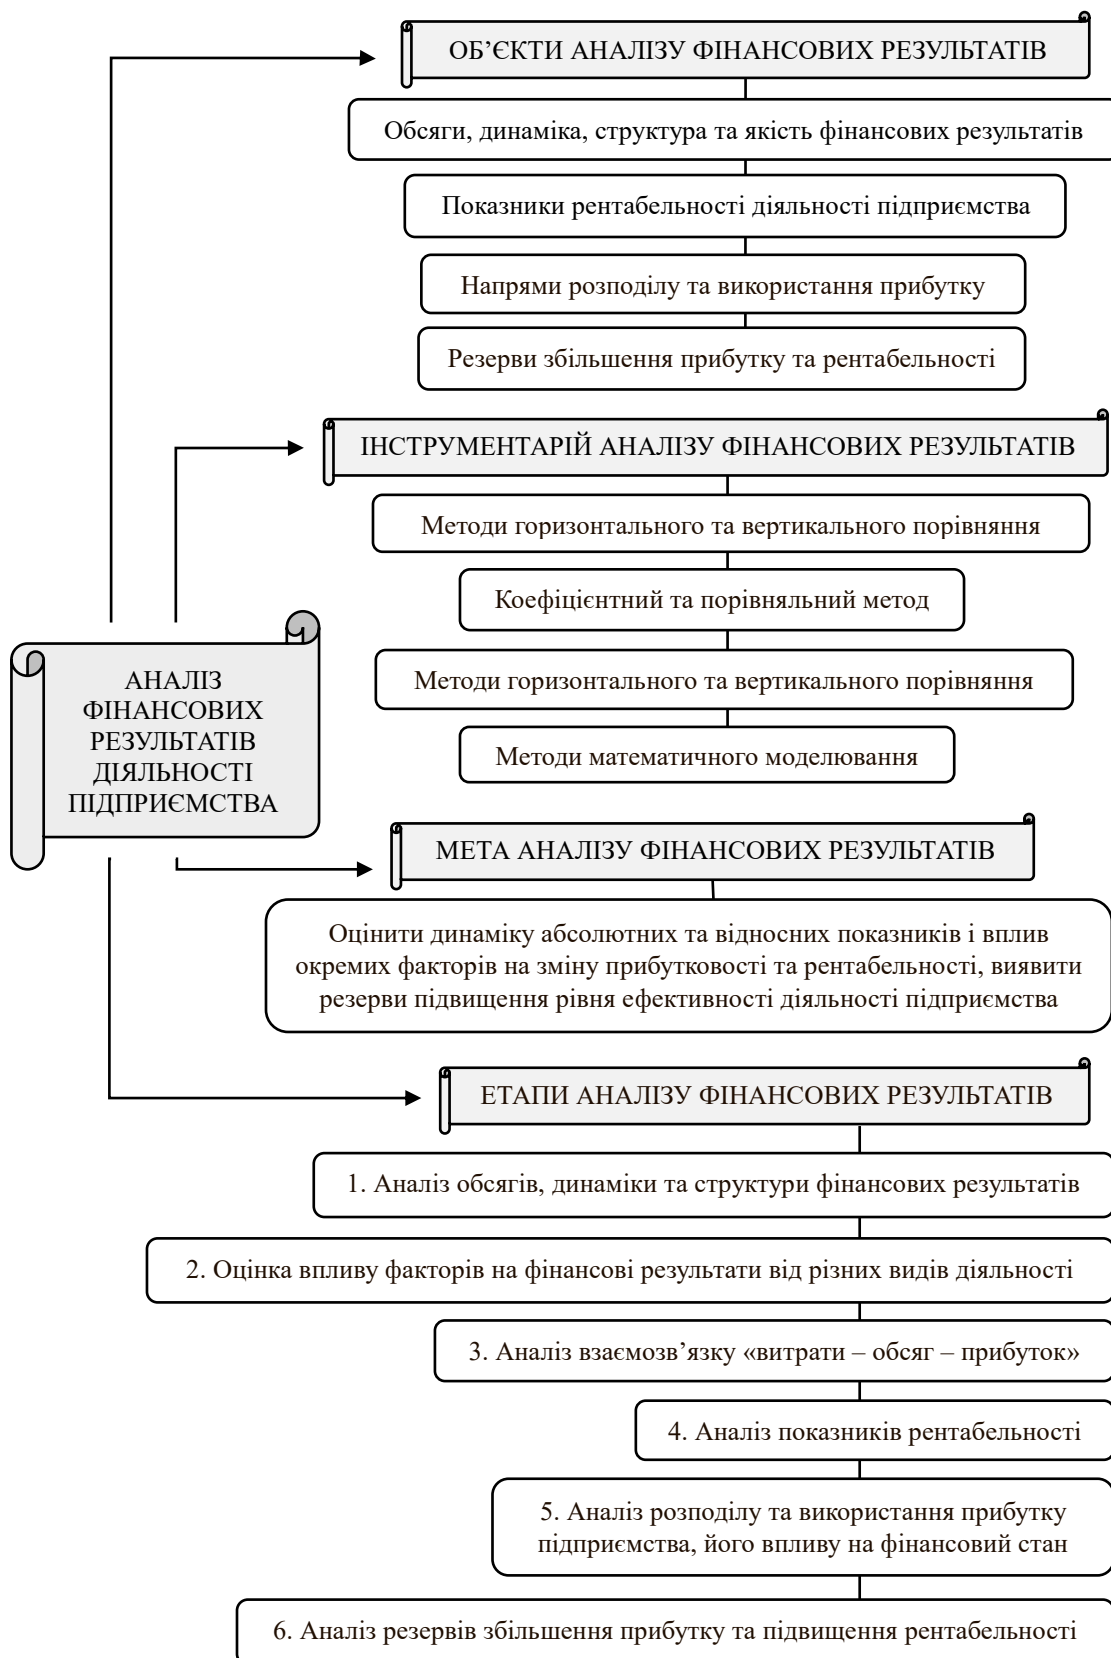 ОБ’ЄКТИ АНАЛІЗУ ФІНАНСОВИХ РЕЗУЛЬТАТІВ
Обсяги, динаміка, структура та якість фінансових результатів
Показники рентабельності діяльності підприємства
Напрями розподілу та використання прибутку
Резерви збільшення прибутку та рентабельності
ІНСТРУМЕНТАРІЙ АНАЛІЗУ ФІНАНСОВИХ РЕЗУЛЬТАТІВ
Методи горизонтального та вертикального порівняння
Коефіцієнтний та порівняльний метод
Методи горизонтального та вертикального порівняння
Методи математичного моделювання
АНАЛІЗ
ФІНАНСОВИХ
РЕЗУЛЬТАТІВ
ДІЯЛЬНОСТІ
ПІДПРИЄМСТВА
МЕТА АНАЛІЗУ ФІНАНСОВИХ РЕЗУЛЬТАТІВ
Оцінити динаміку абсолютних та відносних показників і вплив
окремих факторів на зміну прибутковості та рентабельності, виявити
резерви підвищення рівня ефективності діяльності підприємства
ЕТАПИ АНАЛІЗУ ФІНАНСОВИХ РЕЗУЛЬТАТІВ
1. Аналіз обсягів, динаміки та структури фінансових результатів
2. Оцінка впливу факторів на фінансові результати від різних видів діяльності
3. Аналіз взаємозв’язку «витрати – обсяг – прибуток»
4. Аналіз показників рентабельності
5. Аналіз розподілу та використання прибутку
підприємства, його впливу на фінансовий стан
6. Аналіз резервів збільшення прибутку та підвищення рентабельності